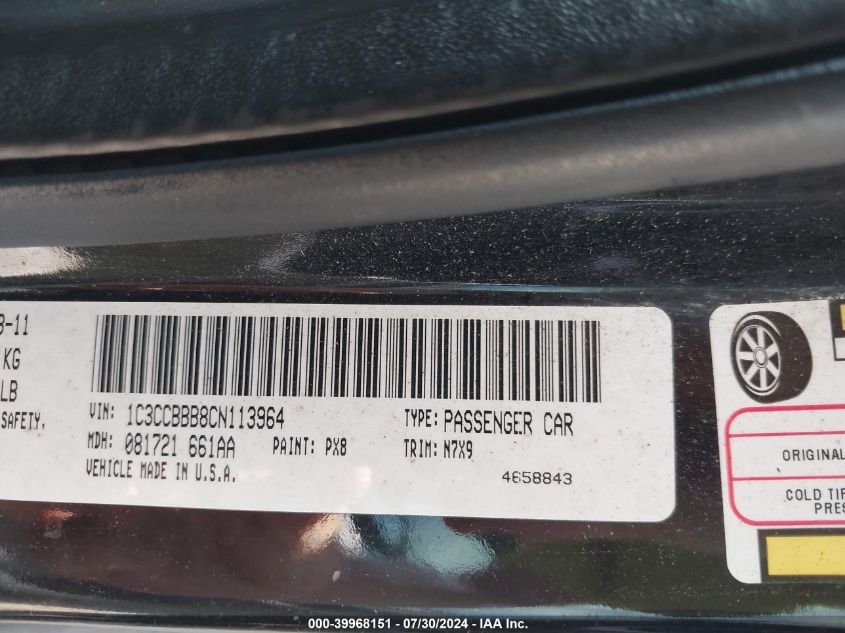 8-11
KG
LB
SAFETY,
VIN: 1C3CCBBB8CN113964 TYPE: PASSENGER CAR
MDH: 081721 661AA PAINT: PX8 TRIM: N7X9
VEHICLE MADE IN U.S.A. 4658843
ORIGINAL
COLD TIR
PRES
000-39968151 - 07/30/2024 - IAA Inc.